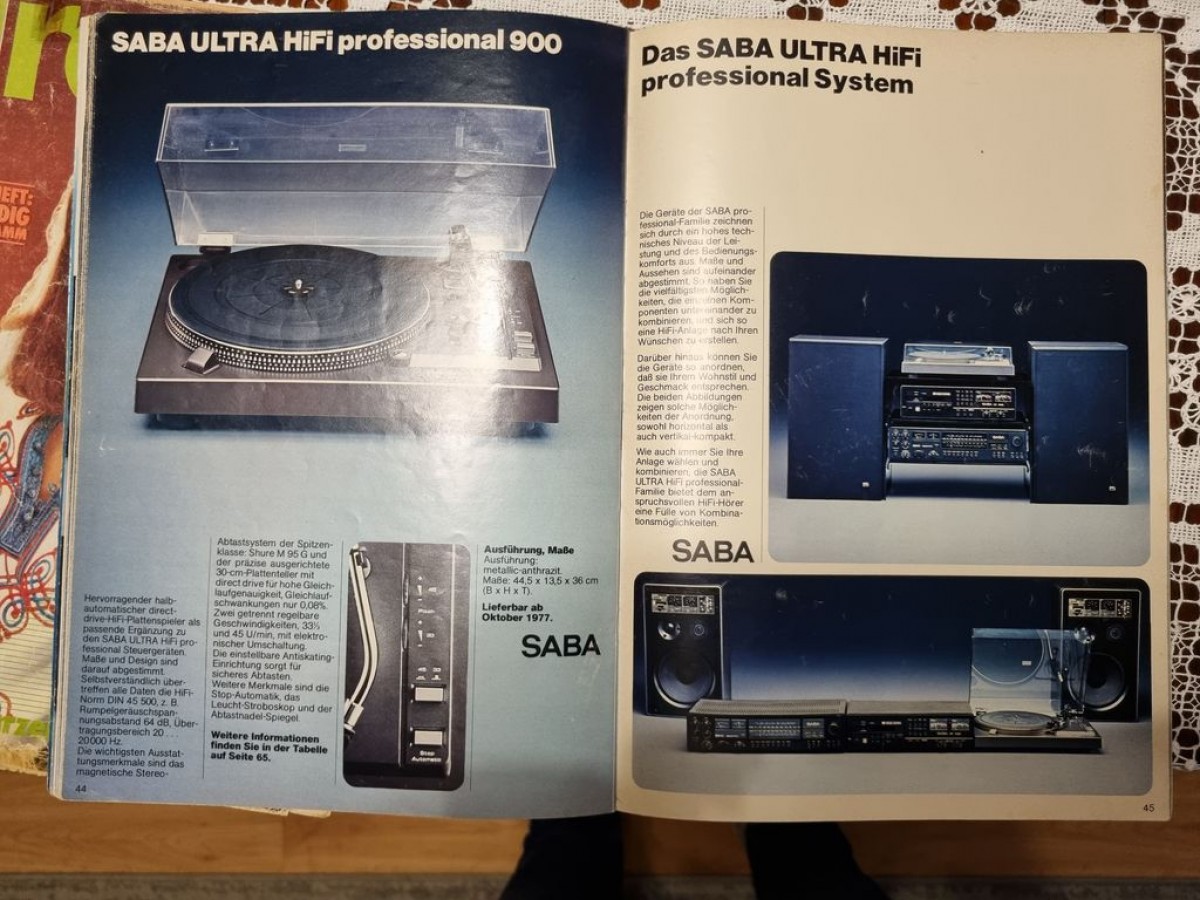 EFT:
DIG
AMM
SABA ULTRA HiFi professional 900
Hervorragender halb-
automatischer direct-
drive-HiFi-Plattenspieler als
passende Ergänzung zu
den SABA ULTRA HiFi pro-
fessional Steuergeräten.
Maße und Design sind
darauf abgestimmt.
Selbstverständlich über-
treffen alle Daten die HiFi-
Norm DIN 45 500, z. B.
Rumpelgeräuschspan-
nungsabstand 64 dB, Über-
tragungsbereich 20 . . .
20 000 Hz.
Die wichtigsten Ausstat-
tungsmerkmale sind das
magnetische Stereo-
44
Abtastsystem der Spitzen-
klasse: Shure M 95 G und
der präzise ausgerichtete
30-cm-Plattenteller mit
direct drive für hohe Gleich-
laufgenauigkeit, Gleichlauf-
schwankungen nur 0,08%.
Zwei getrennt regelbare
Geschwindigkeiten, 33⅓
und 45 U/min, mit elektro-
nischer Umschaltung.
Die einstellbare Antiskating-
Einrichtung sorgt für
sicheres Abtasten.
Weitere Merkmale sind die
Stop-Automatik, das
Leucht-Stroboskop und der
Abtastnadel-Spiegel.
Weitere Informationen
finden Sie in der Tabelle
auf Seite 65.
Stop
Automatic
Ausführung, Maße
Ausführung:
metallic-anthrazit.
Maße: 44,5 x 13,5 x 36 cm
(B x H x T).
Lieferbar ab
Oktober 1977.
SABA
Das SABA ULTRA HiFi
professional System
Die Geräte der SABA pro-
fessional-Familie zeichnen
sich durch ein hohes tech-
nisches Niveau der Lei-
stung und des Bedienungs-
komforts aus. Maße und
Aussehen sind aufeinander
abgestimmt. So haben Sie
die vielfältigsten Möglich-
keiten, die einzelnen Kom-
ponenten untereinander zu
kombinieren, und sich so
eine HiFi-Anlage nach Ihren
Wünschen zu erstellen.
Darüber hinaus können Sie
die Geräte so anordnen,
daß sie Ihrem Wohnstil und
Geschmack entsprechen.
Die beiden Abbildungen
zeigen solche Möglich-
keiten der Anordnung,
sowohl horizontal als
auch vertikal-kompakt.
Wie auch immer Sie Ihre
Anlage wählen und
kombinieren, die SABA
ULTRA HiFi professional-
Familie bietet dem an-
spruchsvollen HiFi-Hörer
eine Fülle von Kombina-
tionsmöglichkeiten.
SABA
45